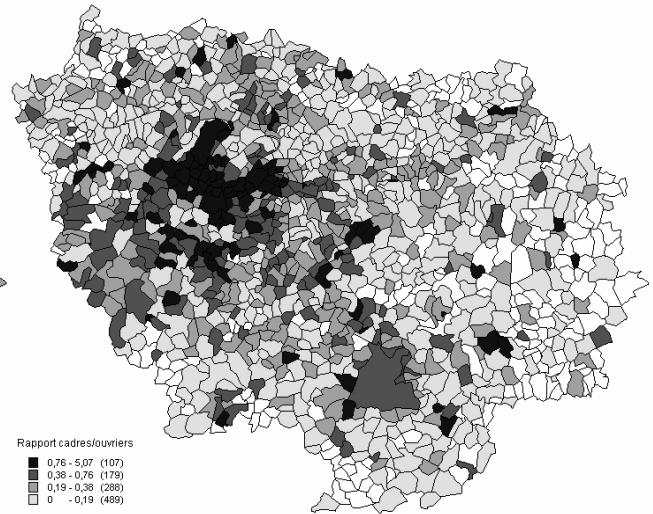 Rapport cadres/ouvriers
0,76 - 5,07 (107)
0,38 - 0,76 (179)
0,19 - 0,38 (288)
0 - 0,19 (489)